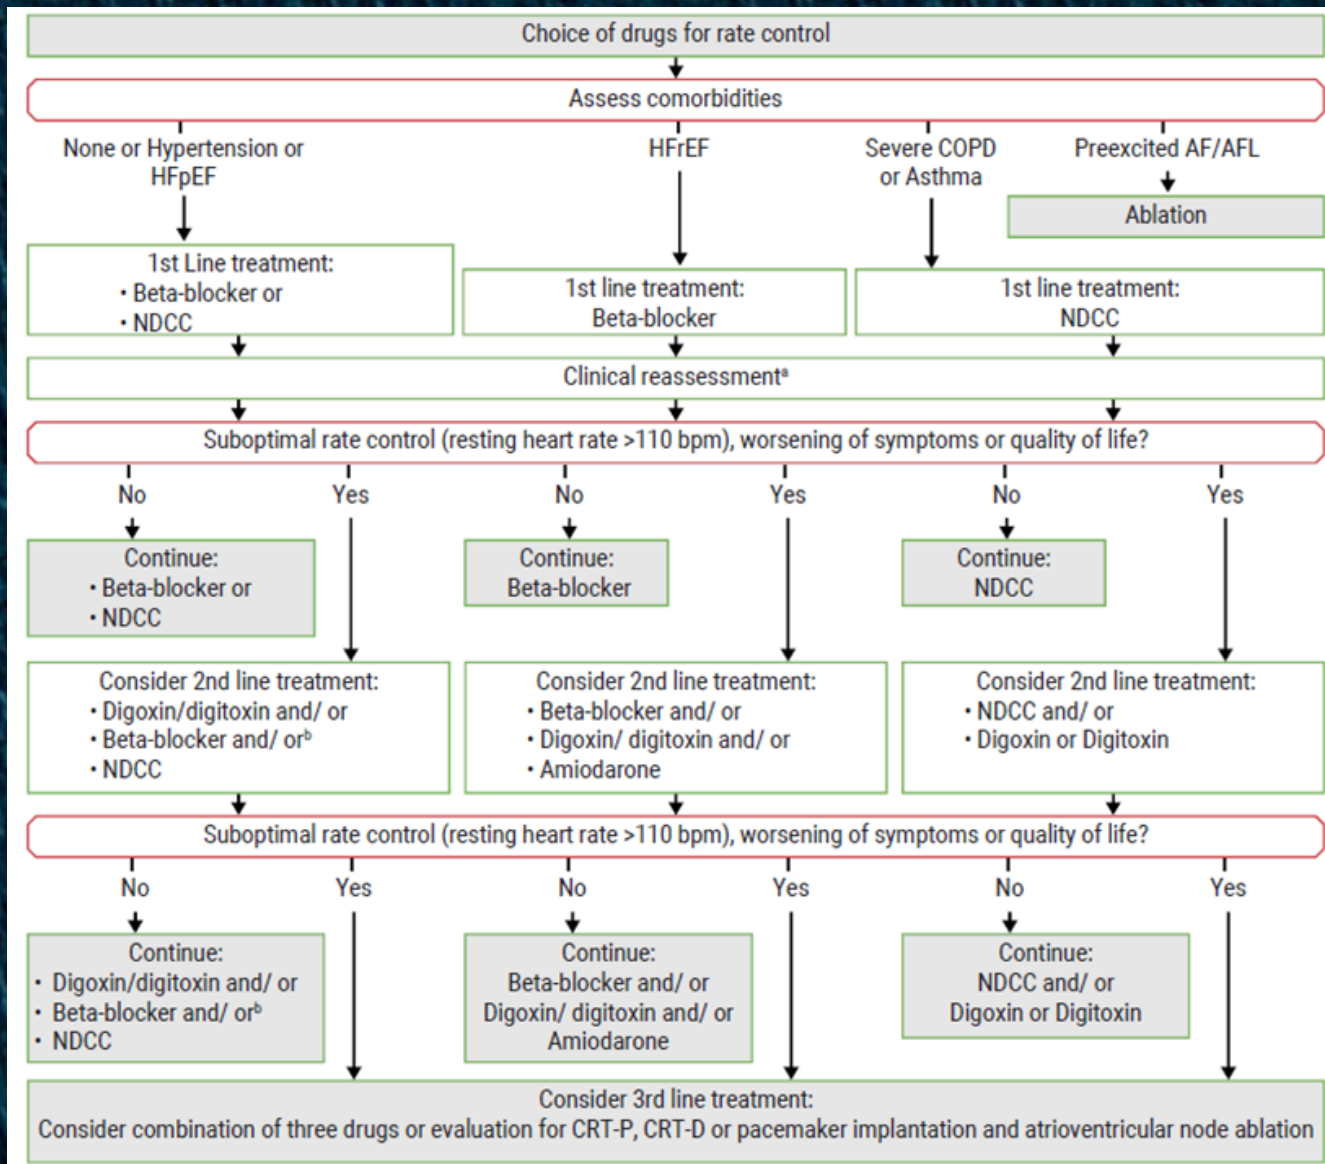 Choice of drugs for rate control
Assess comorbidities
None or Hypertension or
HFpEF
HFrEF
Severe COPD
or Asthma
Preexcited AF/AFL
Ablation
1st Line treatment:
• Beta-blocker or
• NDCC
1st line treatment:
Beta-blocker
1st line treatment:
NDCC
Clinical reassessmentᵃ
Suboptimal rate control (resting heart rate >110 bpm), worsening of symptoms or quality of life?
No
Yes
No
Yes
No
Yes
Continue:
• Beta-blocker or
• NDCC
Continue:
Beta-blocker
Continue:
NDCC
Consider 2nd line treatment:
• Digoxin/digitoxin and/ or
• Beta-blocker and/ orᵇ
• NDCC
Consider 2nd line treatment:
• Beta-blocker and/ or
• Digoxin/ digitoxin and/ or
• Amiodarone
Consider 2nd line treatment:
• NDCC and/ or
• Digoxin or Digitoxin
Suboptimal rate control (resting heart rate >110 bpm), worsening of symptoms or quality of life?
No
Yes
No
Yes
No
Yes
Continue:
• Digoxin/digitoxin and/ or
• Beta-blocker and/ orᵇ
• NDCC
Continue:
Beta-blocker and/ or
Digoxin/ digitoxin and/ or
Amiodarone
Continue:
NDCC and/ or
Digoxin or Digitoxin
Consider 3rd line treatment:
Consider combination of three drugs or evaluation for CRT-P, CRT-D or pacemaker implantation and atrioventricular node ablation